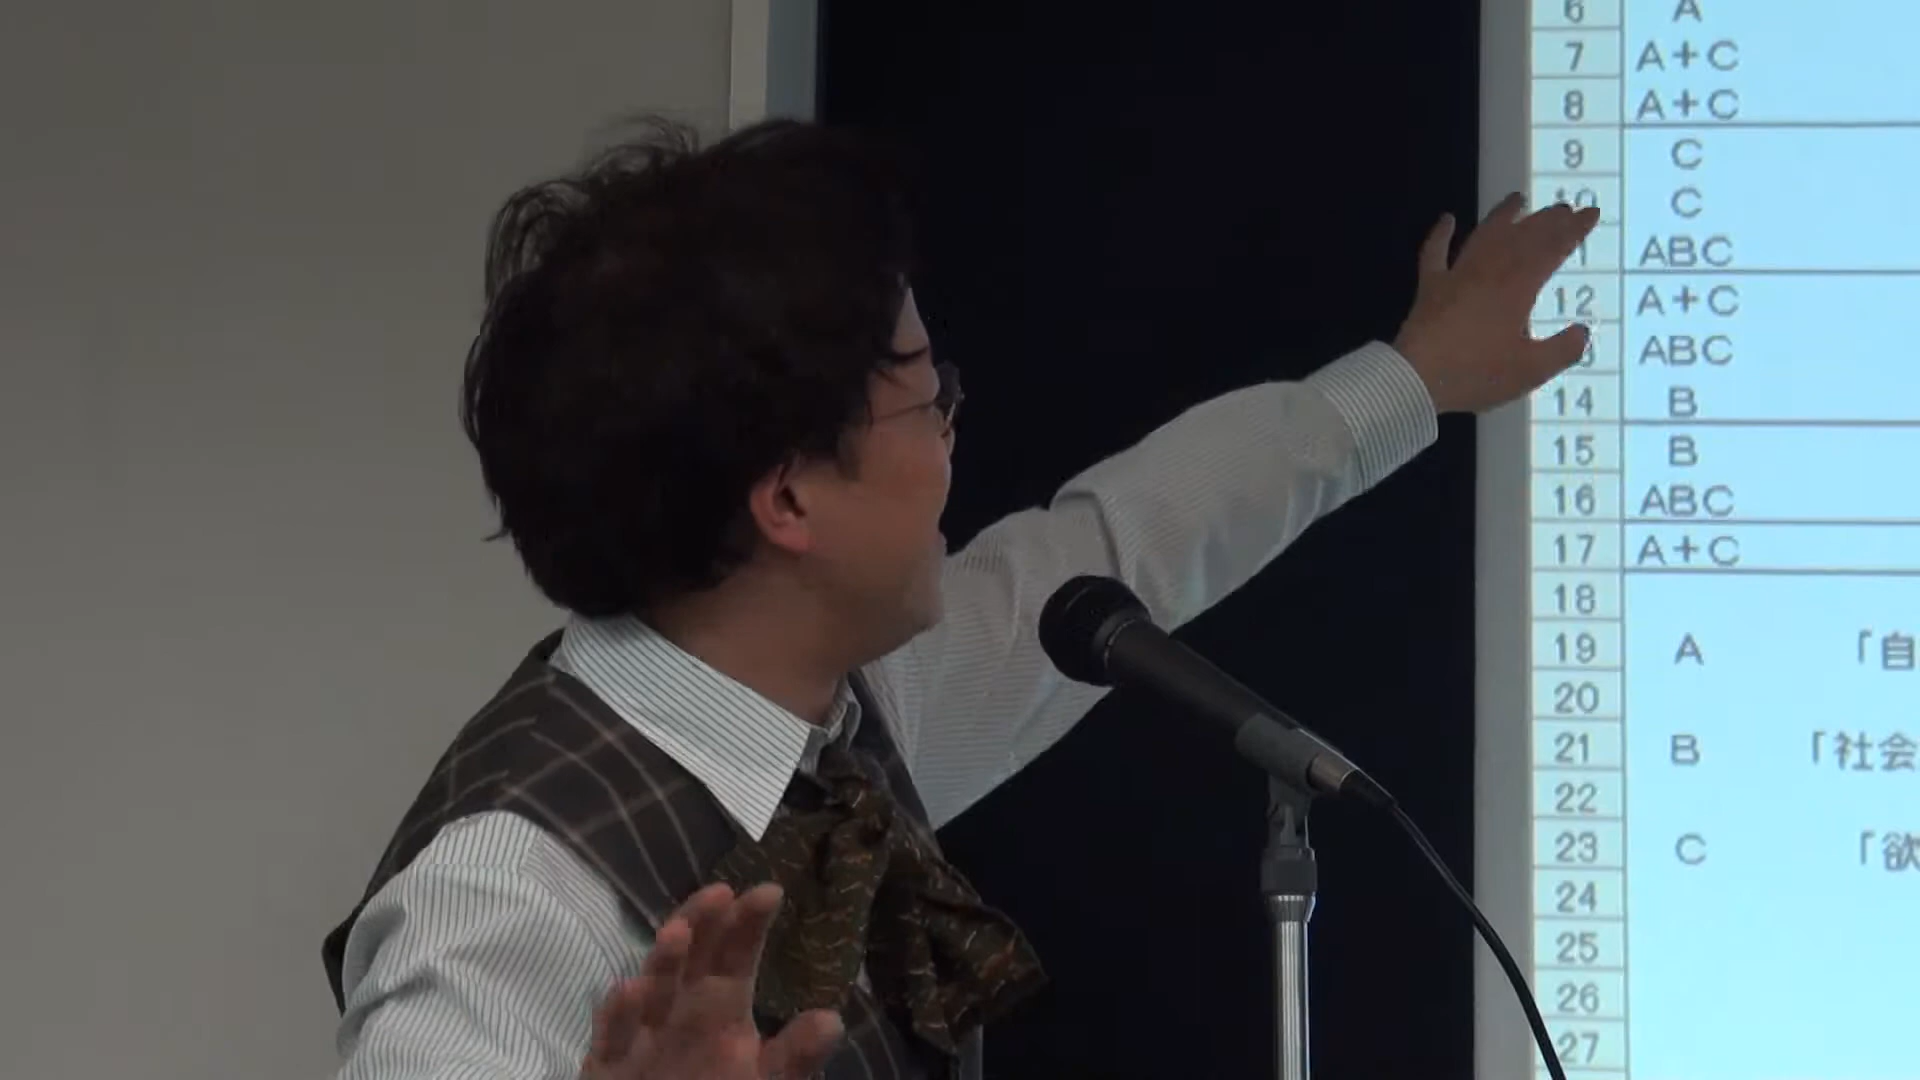 6 A
7 A+C
8 A+C
9 C
10 C
ABC
12 A+C
ABC
14 B
15 B
16 ABC
17 A+C
18
19 A 「自
20
21 B 「社会
22
23 C 「欲
24
25
26
27